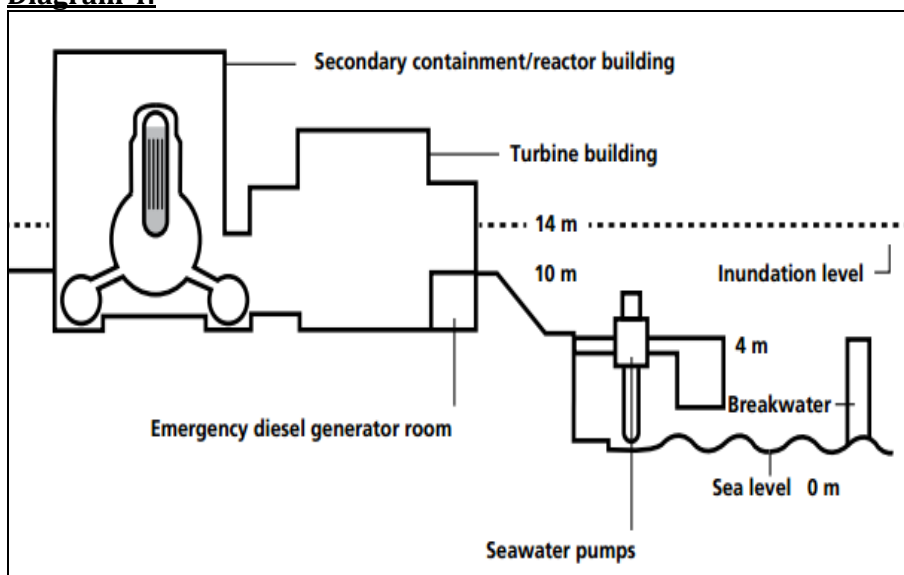 Diagram-1:
Secondary containment/reactor building
Turbine building
14 m
10 m
Inundation level
4 m
Breakwater
Emergency diesel generator room
Sea level 0 m
Seawater pumps